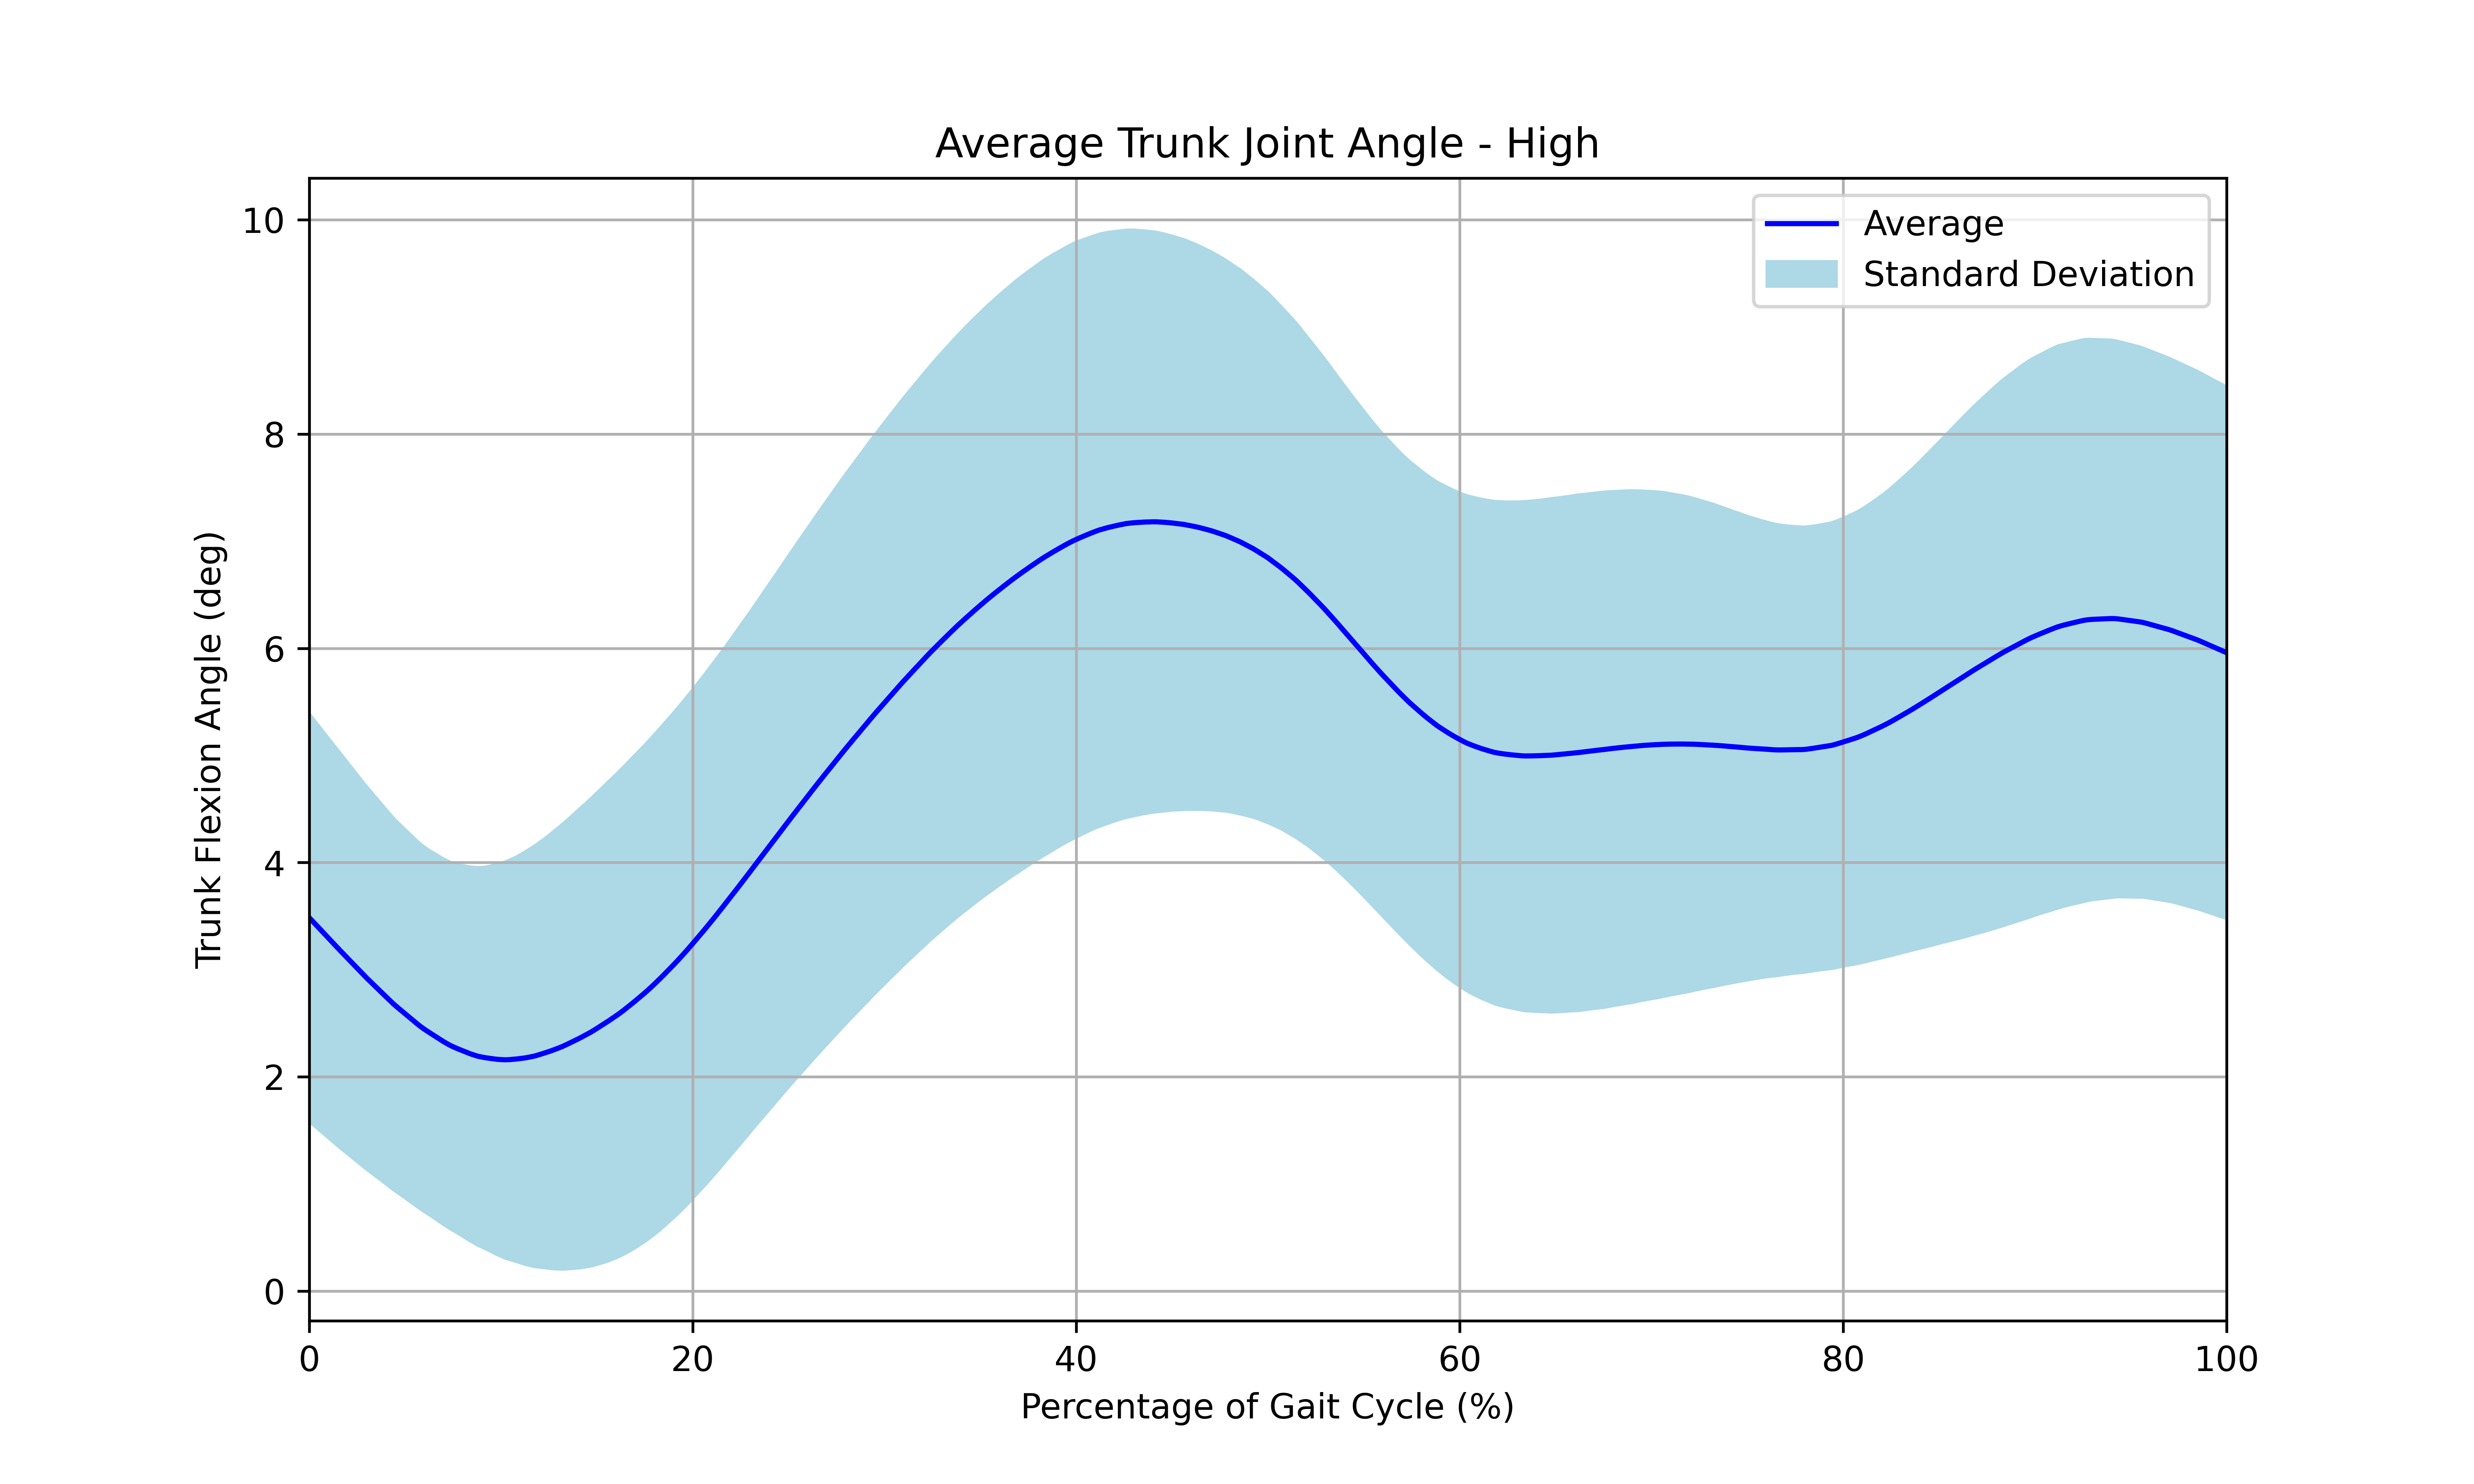 Average Trunk Joint Angle - High
Average
Standard Deviation
Trunk Flexion Angle (deg)
10
8
6
4
2
0
0 20 40 60 80 100
Percentage of Gait Cycle (%)